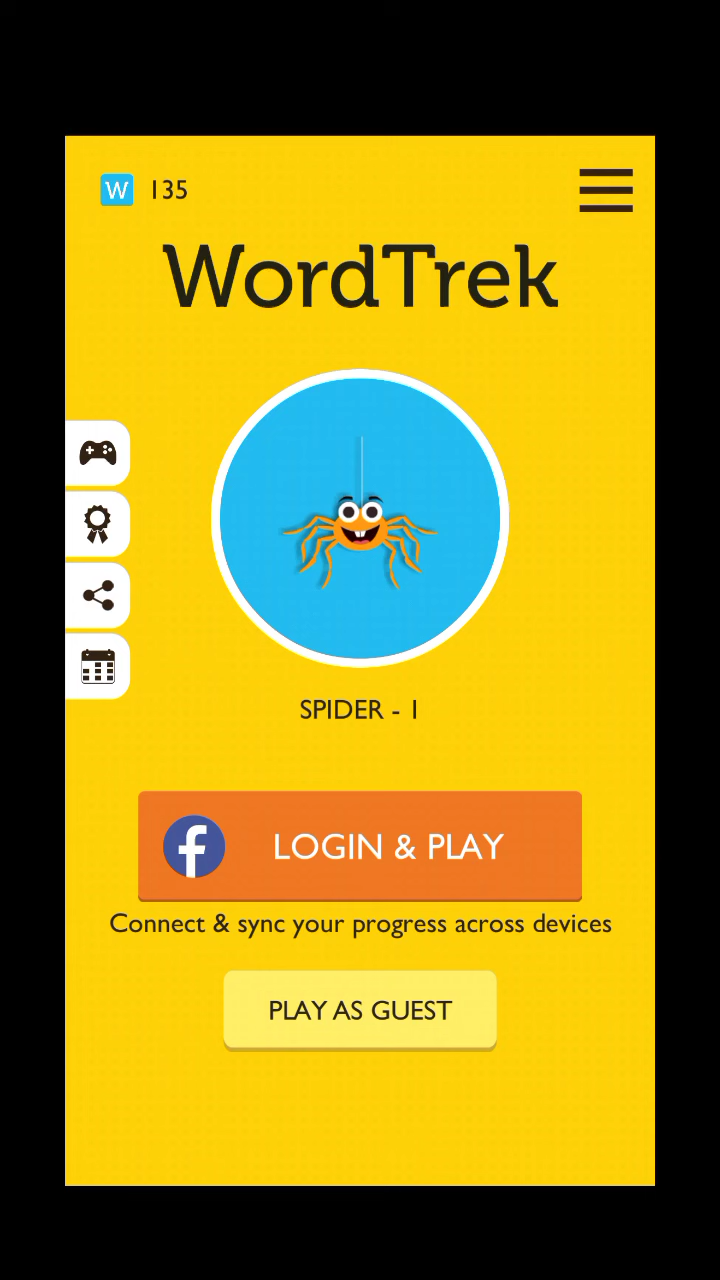 W 135
WordTrek
SPIDER - 1
f LOGIN & PLAY
Connect & sync your progress across devices
PLAY AS GUEST